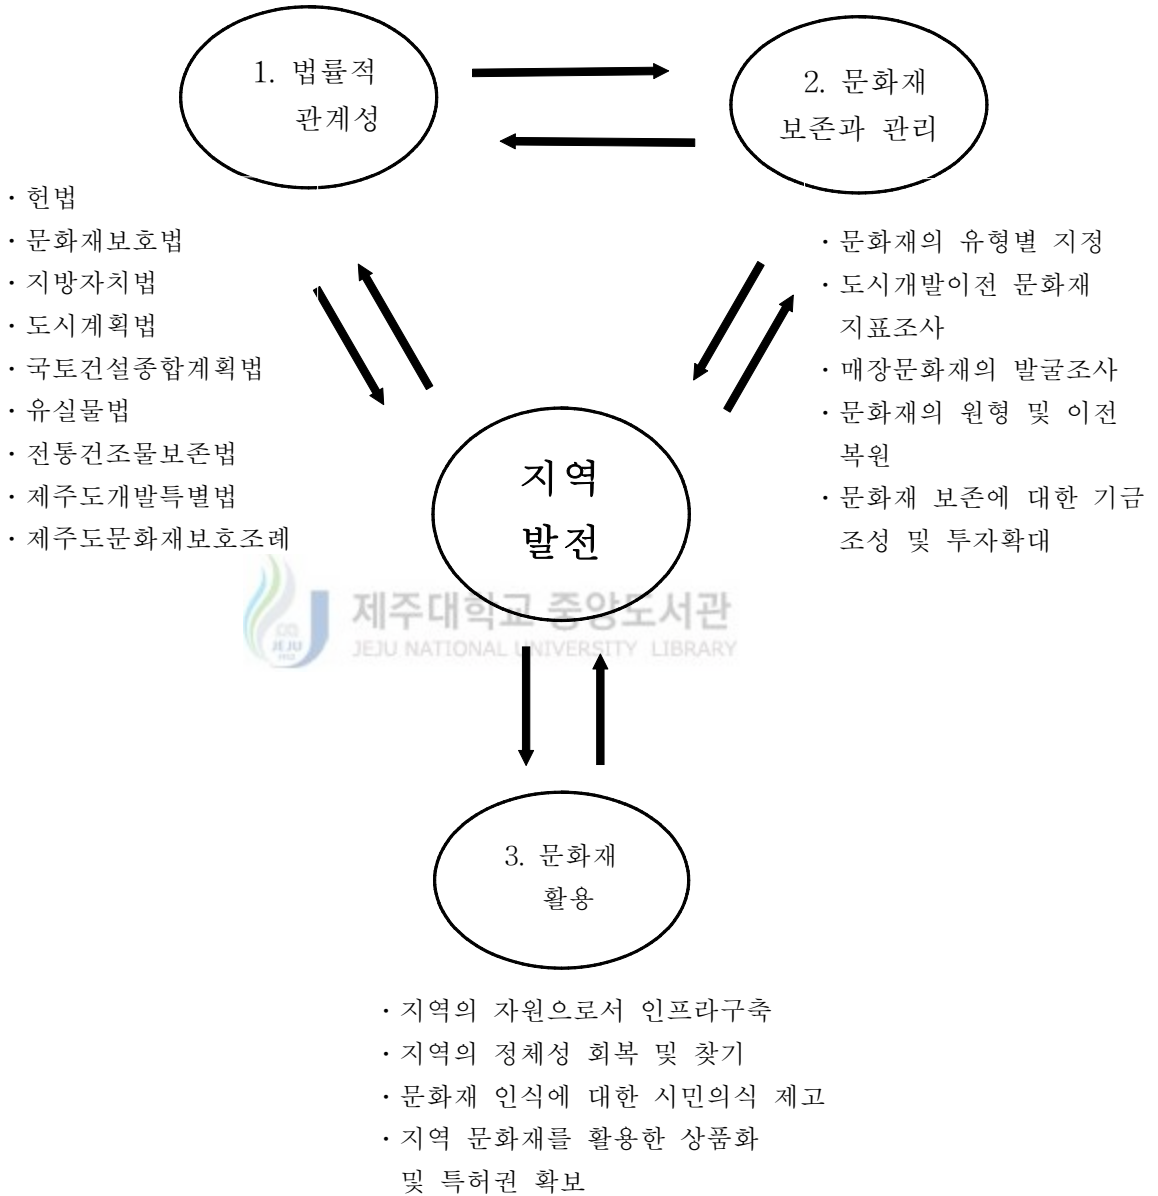 1. 법률적
관계성
2. 문화재
보존과 관리
· 헌법
· 문화재보호법
· 지방자치법
· 도시계획법
· 국토건설종합계획법
· 유실물법
· 전통건조물보존법
· 제주도개발특별법
· 제주도문화재보호조례
· 문화재의 유형별 지정
· 도시개발이전 문화재
지표조사
· 매장문화재의 발굴조사
· 문화재의 원형 및 이전
복원
· 문화재 보존에 대한 기금
조성 및 투자확대
지역
발전
제주대학교 중앙도서관
JEJU NATIONAL UNIVERSITY LIBRARY
JEJU
1952
3. 문화재
활용
· 지역의 자원으로서 인프라구축
· 지역의 정체성 회복 및 찾기
· 문화재 인식에 대한 시민의식 제고
· 지역 문화재를 활용한 상품화
및 특허권 확보